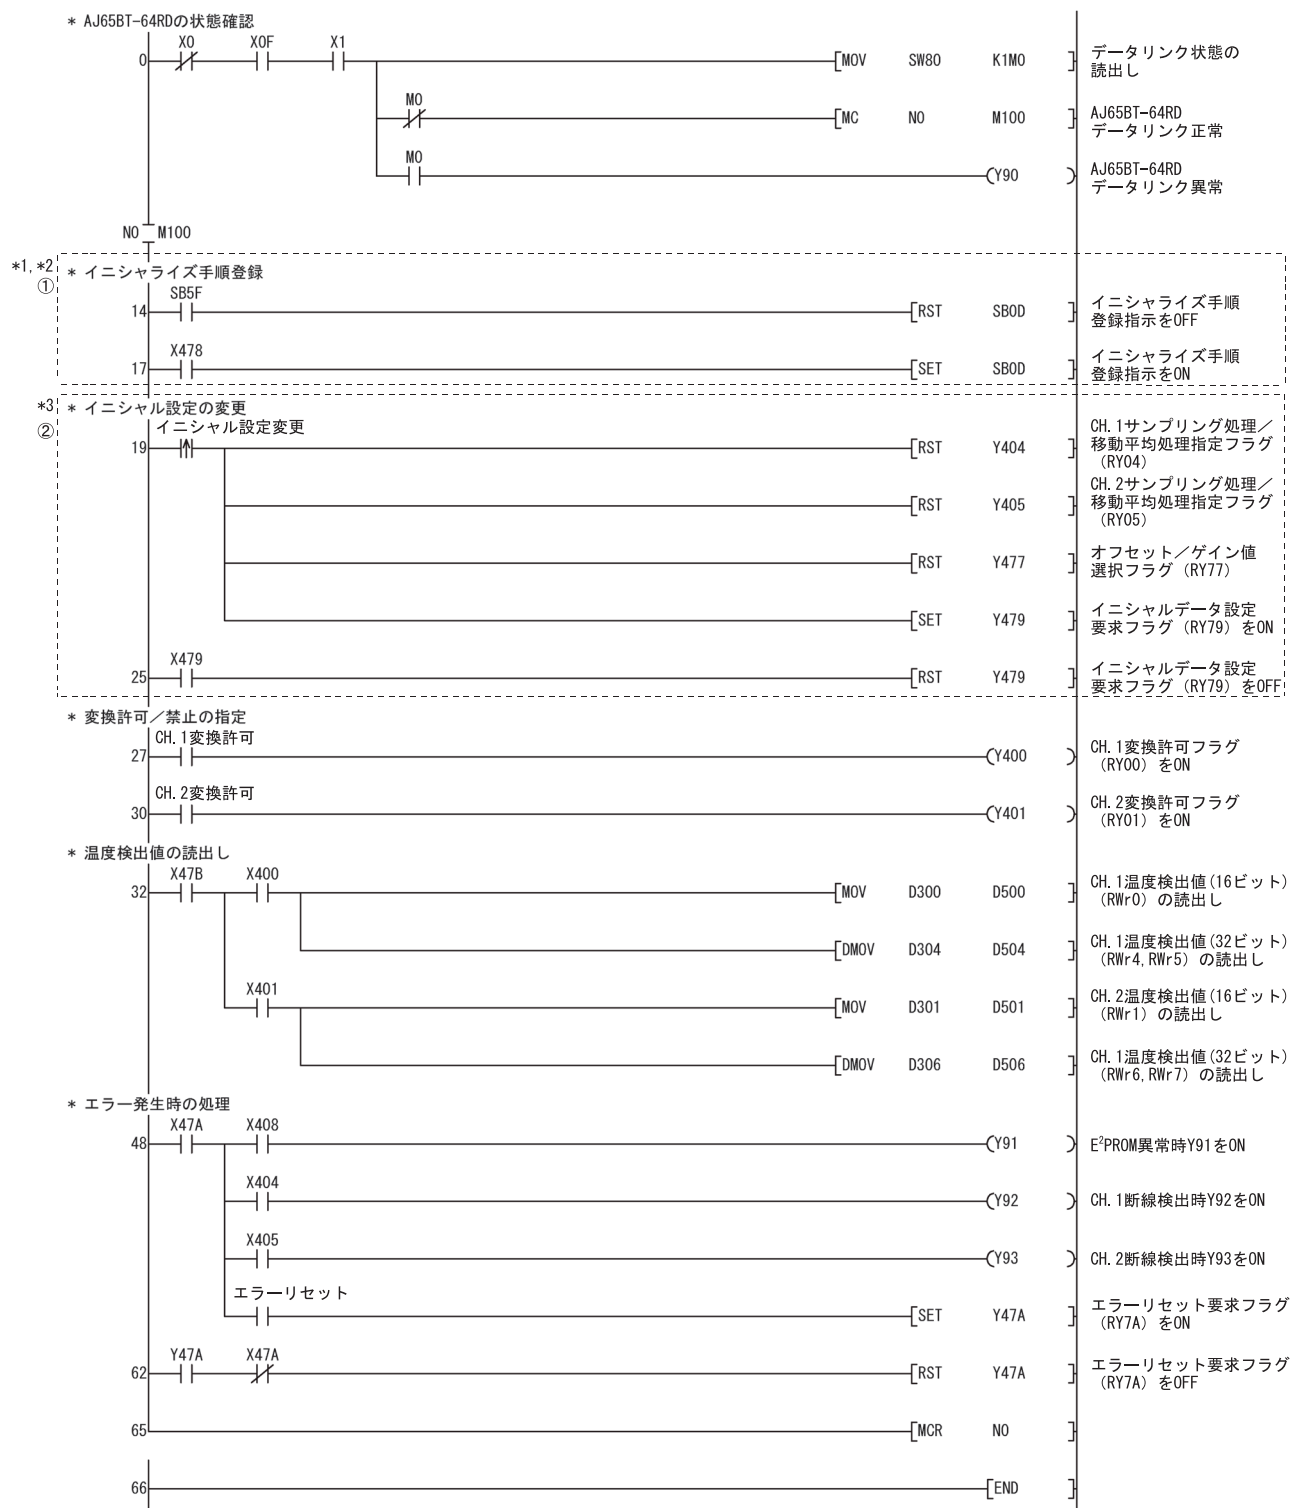 * AJ65BT-64RDの状態確認
X0 X0F X1
0 MOV SW80 K1M0 データリンク状態の
読出し
M0
MC N0 M100 AJ65BT-64RD
データリンク正常
M0
Y90 AJ65BT-64RD
データリンク異常
N0 M100
*1,*2
①
* イニシャライズ手順登録
SB5F
14 RST SB0D イニシャライズ手順
登録指示をOFF
X478
17 SET SB0D イニシャライズ手順
登録指示をON
*3
②
* イニシャル設定の変更
イニシャル設定変更
19 RST Y404 CH.1サンプリング処理/
移動平均処理指定フラグ
(RY04)
RST Y405 CH.2サンプリング処理/
移動平均処理指定フラグ
(RY05)
RST Y477 オフセット/ゲイン値
選択フラグ(RY77)
SET Y479 イニシャルデータ設定
要求フラグ(RY79)をON
X479
25 RST Y479 イニシャルデータ設定
要求フラグ(RY79)をOFF
* 変換許可/禁止の指定
CH.1変換許可
27 Y400 CH.1変換許可フラグ
(RY00)をON
CH.2変換許可
30 Y401 CH.2変換許可フラグ
(RY01)をON
* 温度検出値の読出し
X47B X400
32 MOV D300 D500 CH.1温度検出値(16ビット)
(RWr0)の読出し
DMOV D304 D504 CH.1温度検出値(32ビット)
(RWr4,RWr5)の読出し
X401
MOV D301 D501 CH.2温度検出値(16ビット)
(RWr1)の読出し
DMOV D306 D506 CH.1温度検出値(32ビット)
(RWr6,RWr7)の読出し
* エラー発生時の処理
X47A X408
48 Y91 E²PROM異常時Y91をON
X404
Y92 CH.1断線検出時Y92をON
X405
Y93 CH.2断線検出時Y93をON
エラーリセット
SET Y47A エラーリセット要求フラグ
(RY7A)をON
Y47A X47A
62 RST Y47A エラーリセット要求フラグ
(RY7A)をOFF
65 MCR N0
66 END